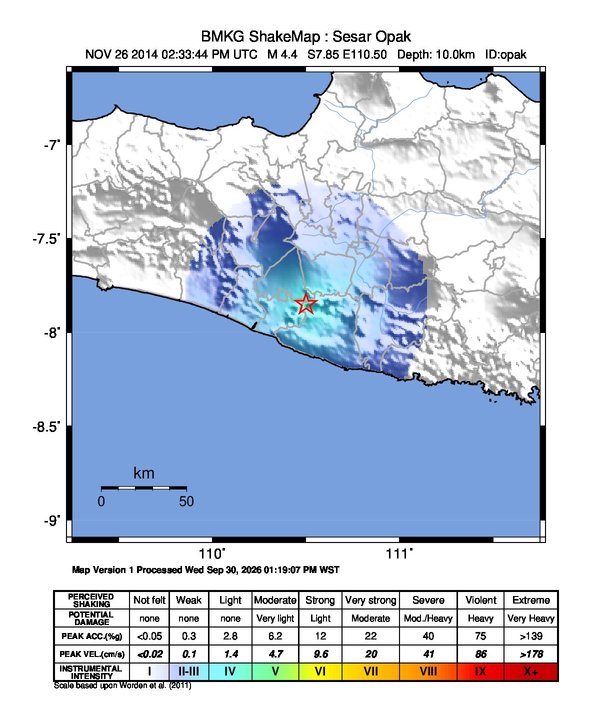 BMKG ShakeMap : Sesar Opak
NOV 26 2014 02:33:44 PM UTC M 4.4 S7.85 E110.50 Depth: 10.0km ID:opak
-7°
-7.5°
-8°
-8.5°
-9°
km
0 50
110° 111°
Map Version 1 Processed Wed Sep 30, 2026 01:19:07 PM WST
PERCEIVED SHAKING Not felt Weak Light Moderate Strong Very strong Severe Violent Extreme
POTENTIAL DAMAGE none none none Very light Light Moderate Mod./Heavy Heavy Very Heavy
PEAK ACC.(%g) <0.05 0.3 2.8 6.2 12 22 40 75 >139
PEAK VEL.(cm/s) <0.02 0.1 1.4 4.7 9.6 20 41 86 >178
INSTRUMENTAL INTENSITY I II-III IV V VI VII VIII IX X+
Scale based upon Worden et al. (2011)